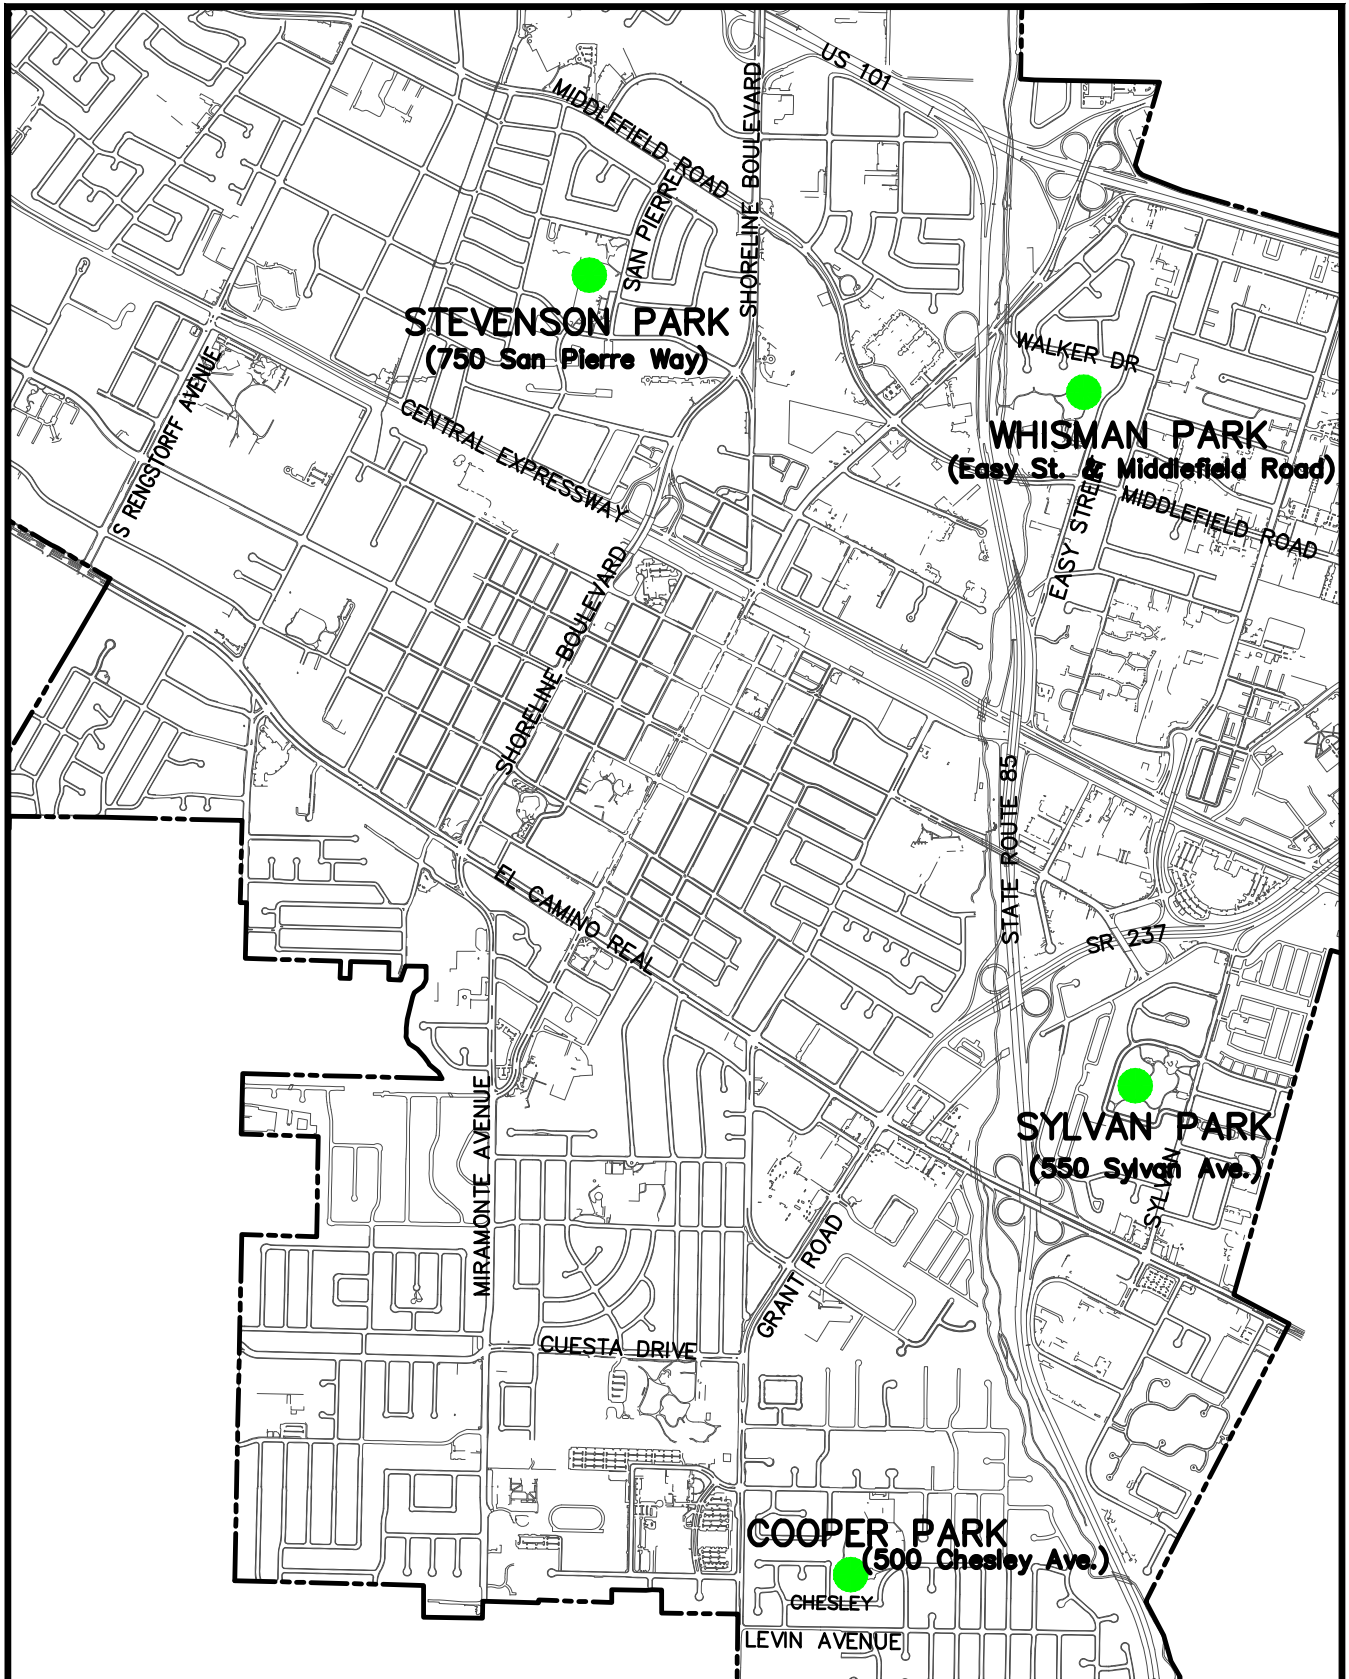 US 101
MIDDLEFIELD ROAD
SHORELINE BOULEVARD
SAN PIERRE
STEVENSON PARK
(750 San Pierre Way)
WALKER DR
WHISMAN PARK
(Easy St. & Middlefield Road)
S RENGSTORFF AVENUE
CENTRAL EXPRESSWAY
EASY STREET
MIDDLEFIELD ROAD
SHORELINE BOULEVARD
STATE ROUTE 85
EL CAMINO REAL
SR 237
MIRAMONTE AVENUE
SYLVAN PARK
(550 Sylvan Ave.)
SYLVAN
GRANT ROAD
CUESTA DRIVE
COOPER PARK
(500 Chesley Ave.)
CHESLEY
LEVIN AVENUE